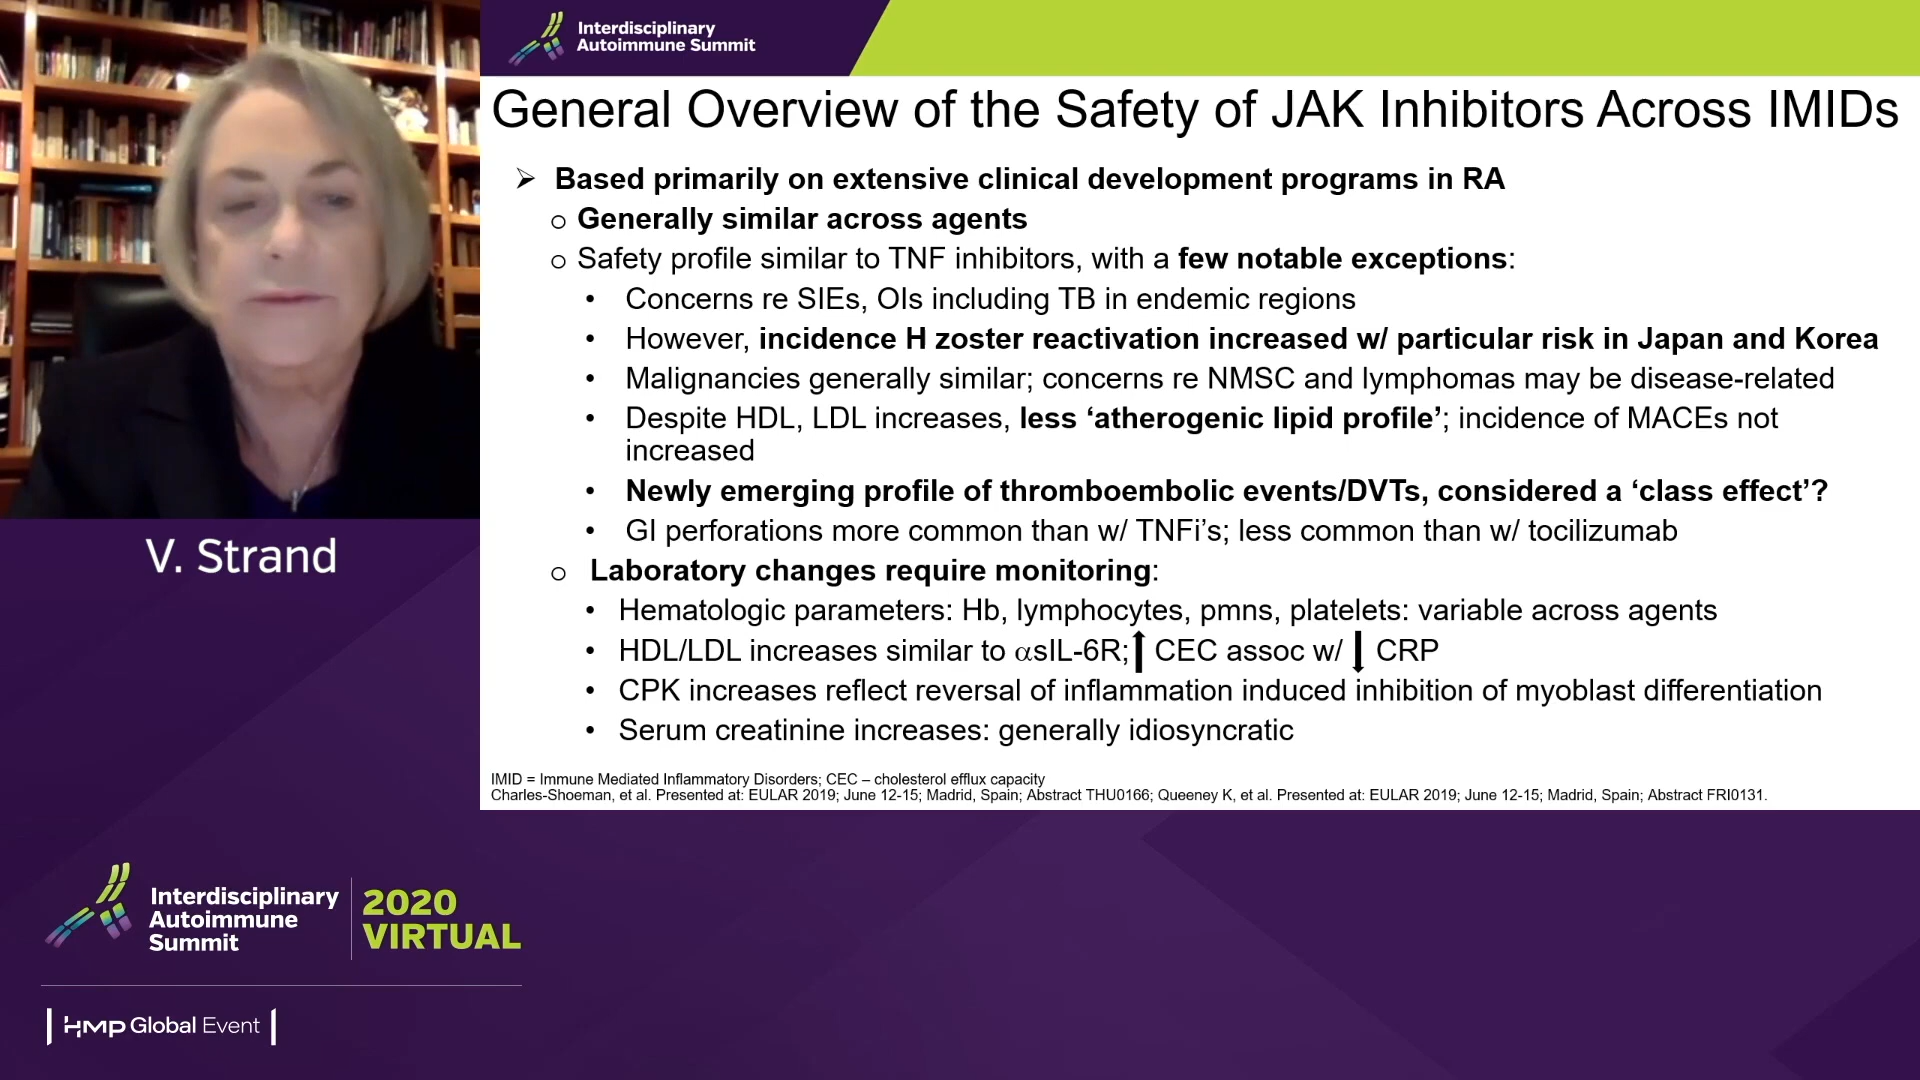 Interdisciplinary
Autoimmune Summit
General Overview of the Safety of JAK Inhibitors Across IMIDs
➢ Based primarily on extensive clinical development programs in RA
o Generally similar across agents
o Safety profile similar to TNF inhibitors, with a few notable exceptions:
• Concerns re SIEs, OIs including TB in endemic regions
• However, incidence H zoster reactivation increased w/ particular risk in Japan and Korea
• Malignancies generally similar; concerns re NMSC and lymphomas may be disease-related
• Despite HDL, LDL increases, less ‘atherogenic lipid profile’; incidence of MACEs not
increased
• Newly emerging profile of thromboembolic events/DVTs, considered a ‘class effect’?
• GI perforations more common than w/ TNFi’s; less common than w/ tocilizumab
o Laboratory changes require monitoring:
• Hematologic parameters: Hb, lymphocytes, pmns, platelets: variable across agents
• HDL/LDL increases similar to αsIL-6R;⬆ CEC assoc w/ ⬇ CRP
• CPK increases reflect reversal of inflammation induced inhibition of myoblast differentiation
• Serum creatinine increases: generally idiosyncratic
IMID = Immune Mediated Inflammatory Disorders; CEC – cholesterol efflux capacity
Charles-Shoeman, et al. Presented at: EULAR 2019; June 12-15; Madrid, Spain; Abstract THU0166; Queeney K, et al. Presented at: EULAR 2019; June 12-15; Madrid, Spain; Abstract FRI0131.
V. Strand
Interdisciplinary
Autoimmune
Summit
2020
VIRTUAL
HMP Global Event